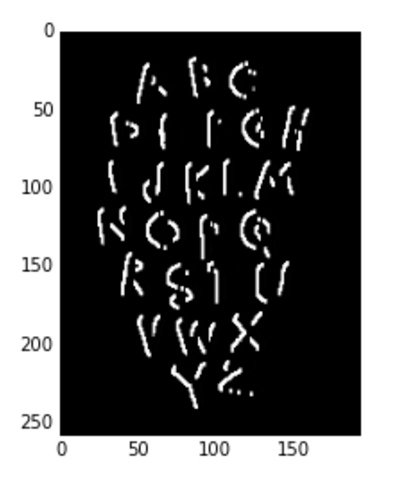 0
A B C
50
D E F G H
100
I J K L M
N O P Q
150
R S T U
200
V W X
Y Z
250
0 50 100 150